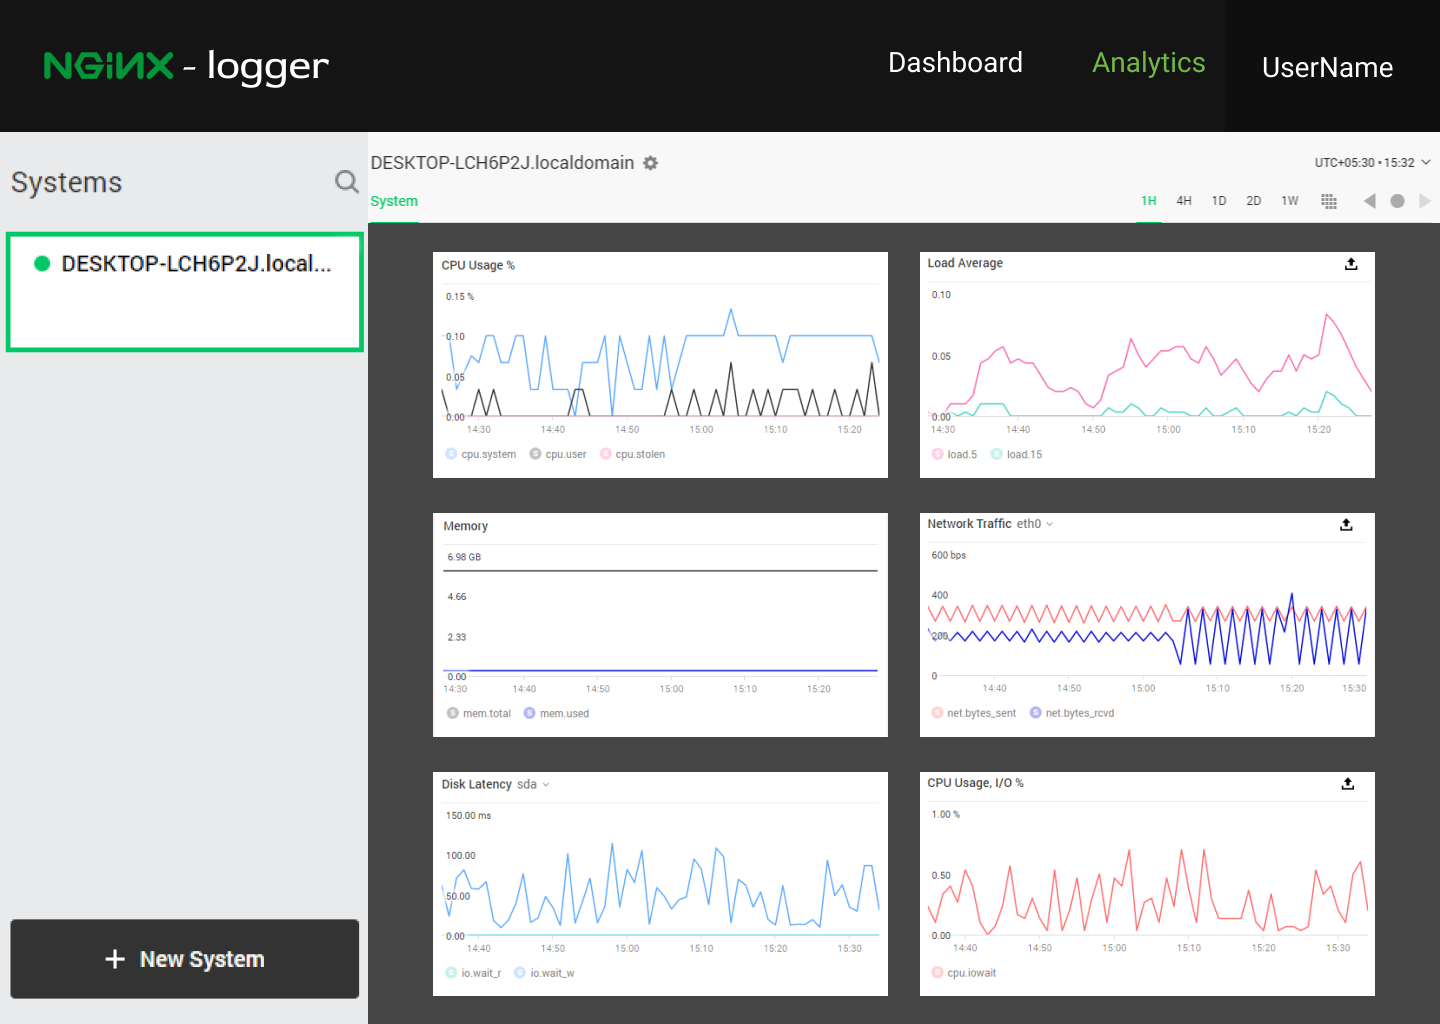 NGiNX - logger
Dashboard
Analytics
UserName
Systems
DESKTOP-LCH6P2J.local...
New System
DESKTOP-LCH6P2J.localdomain
UTC+05:30 • 15:32
System
1H 4H 1D 2D 1W
CPU Usage %
0.15 %
0.10
0.05
0.00
14:30 14:40 14:50 15:00 15:10 15:20
S cpu.system S cpu.user S cpu.stolen
Load Average
0.10
0.05
0.00
14:30 14:40 14:50 15:00 15:10 15:20
S load.5 S load.15
Memory
6.98 GB
4.66
2.33
0.00
14:30 14:40 14:50 15:00 15:10 15:20
S mem.total S mem.used
Network Traffic eth0
600 bps
400
200
0
14:40 14:50 15:00 15:10 15:20 15:30
S net.bytes_sent S net.bytes_rcvd
Disk Latency sda
150.00 ms
100.00
50.00
0.00
14:40 14:50 15:00 15:10 15:20 15:30
S io.wait_r S io.wait_w
CPU Usage, I/O %
1.00 %
0.50
0.00
14:40 14:50 15:00 15:10 15:20 15:30
S cpu.iowait